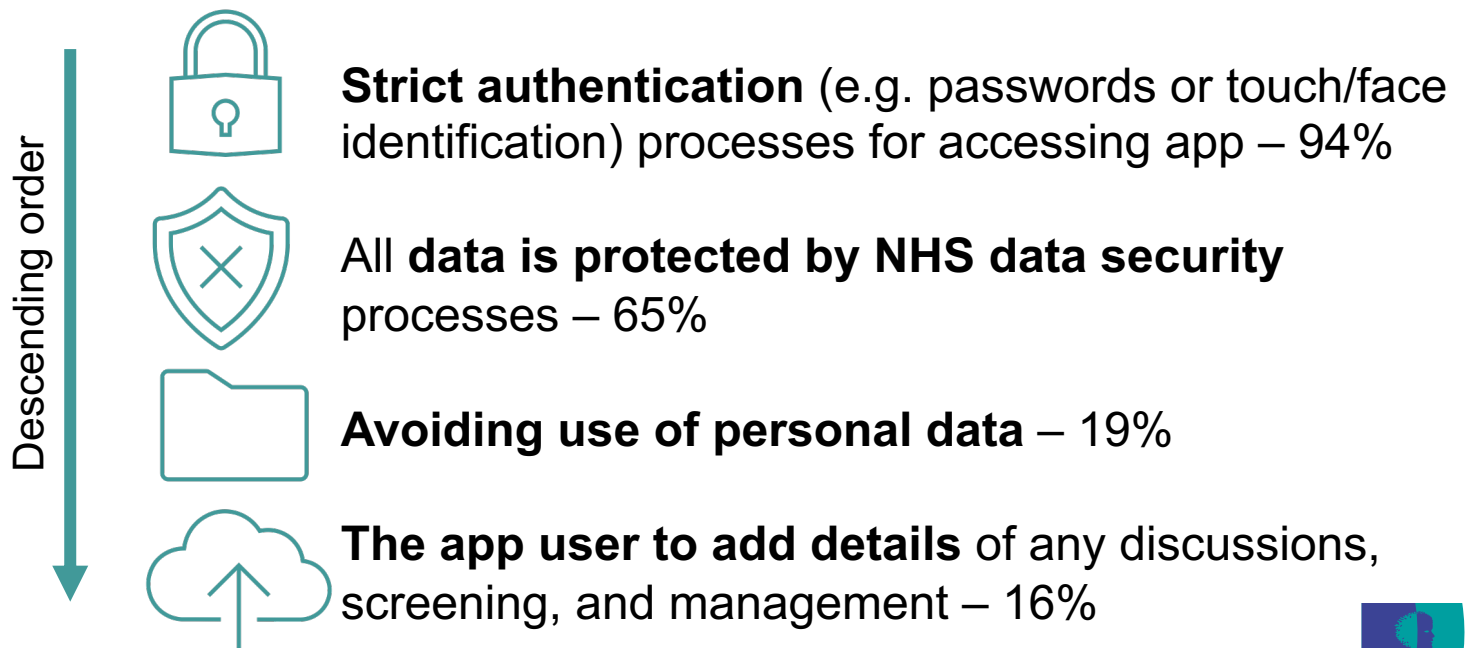 Descending order
Strict authentication (e.g. passwords or touch/face
identification) processes for accessing app – 94%
All data is protected by NHS data security
processes – 65%
Avoiding use of personal data – 19%
The app user to add details of any discussions,
screening, and management – 16%